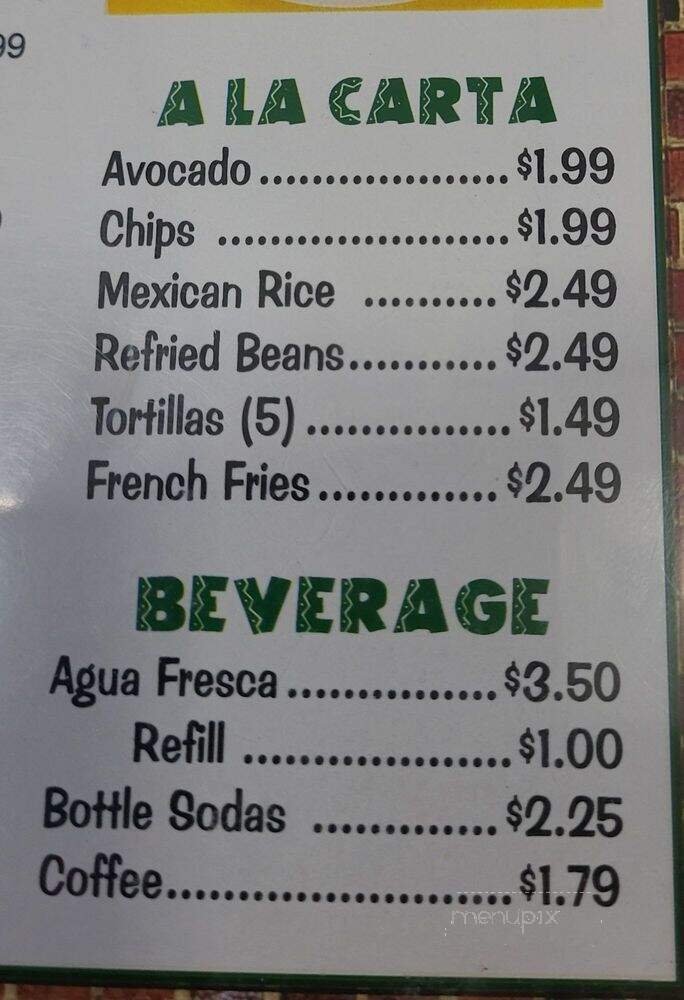 99
A LA CARTA
Avocado ................... $1.99
Chips ...................... $1.99
Mexican Rice .......... $2.49
Refried Beans........... $2.49
Tortillas (5) ............... $1.49
French Fries ............. $2.49
BEVERAGE
Agua Fresca ............... $3.50
Refill .................... $1.00
Bottle Sodas ............. $2.25
Coffee......................... $1.79
menupix